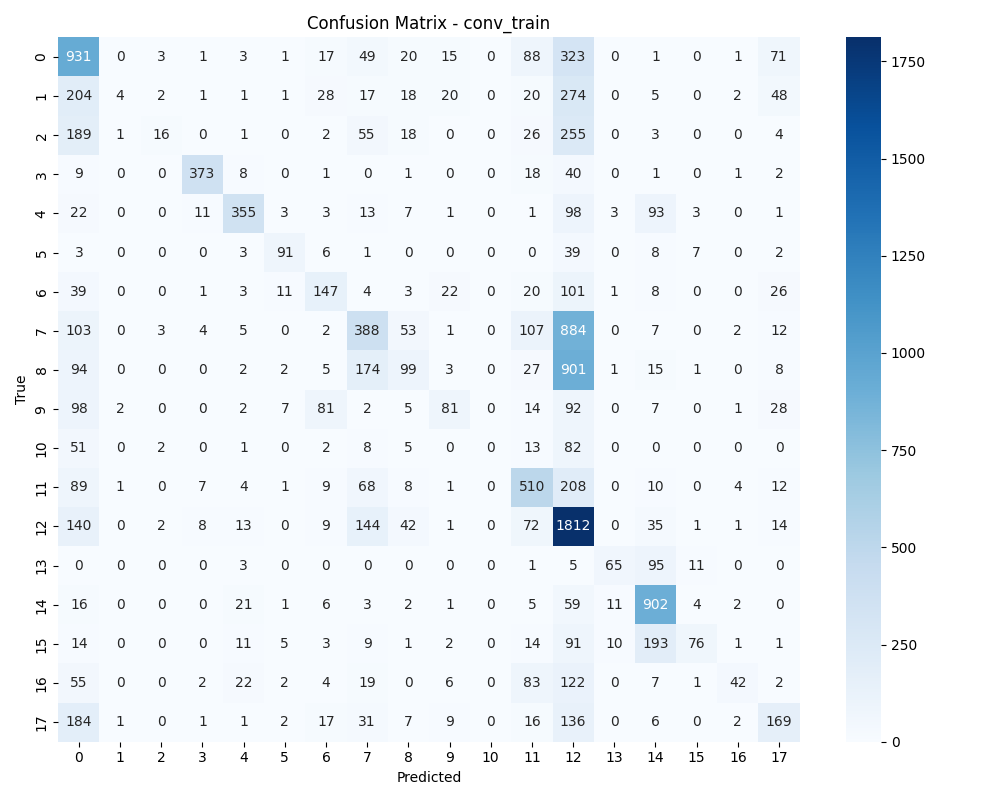 Confusion Matrix - conv_train
0 931 0 3 1 3 1 17 49 20 15 0 88 323 0 1 0 1 71
1 204 4 2 1 1 1 28 17 18 20 0 20 274 0 5 0 2 48
2 189 1 16 0 1 0 2 55 18 0 0 26 255 0 3 0 0 4
3 9 0 0 373 8 0 1 0 1 0 0 18 40 0 1 0 1 2
4 22 0 0 11 355 3 3 13 7 1 0 1 98 3 93 3 0 1
5 3 0 0 0 3 91 6 1 0 0 0 0 39 0 8 7 0 2
6 39 0 0 1 3 11 147 4 3 22 0 20 101 1 8 0 0 26
7 103 0 3 4 5 0 2 388 53 1 0 107 884 0 7 0 2 12
8 94 0 0 0 2 2 5 174 99 3 0 27 901 1 15 1 0 8
9 98 2 0 0 2 7 81 2 5 81 0 14 92 0 7 0 1 28
10 51 0 2 0 1 0 2 8 5 0 0 13 82 0 0 0 0 0
11 89 1 0 7 4 1 9 68 8 1 0 510 208 0 10 0 4 12
12 140 0 2 8 13 0 9 144 42 1 0 72 1812 0 35 1 1 14
13 0 0 0 0 3 0 0 0 0 0 0 1 5 65 95 11 0 0
14 16 0 0 0 21 1 6 3 2 1 0 5 59 11 902 4 2 0
15 14 0 0 0 11 5 3 9 1 2 0 14 91 10 193 76 1 1
16 55 0 0 2 22 2 4 19 0 6 0 83 122 0 7 1 42 2
17 184 1 0 1 1 2 17 31 7 9 0 16 136 0 6 0 2 169
0 1 2 3 4 5 6 7 8 9 10 11 12 13 14 15 16 17
Predicted
True
1750
1500
1250
1000
750
500
250
0